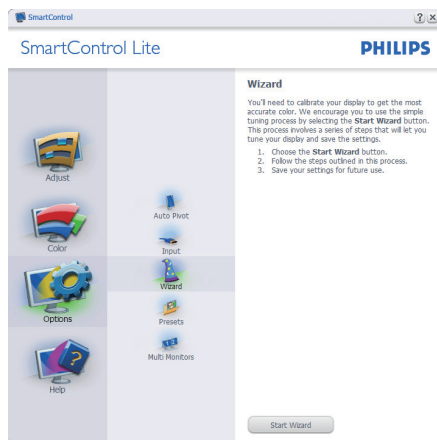 SmartControl
SmartControl Lite
PHILIPS
Adjust
Color
Options
Help
Auto Pivot
Input
Wizard
Presets
Multi Monitors
Wizard
You'll need to calibrate your display to get the most
accurate color. We encourage you to use the simple
tuning process by selecting the Start Wizard button.
This process involves a series of steps that will let you
tune your display and save the settings.
1. Choose the Start Wizard button.
2. Follow the steps outlined in this process.
3. Save your settings for future use.
Start Wizard